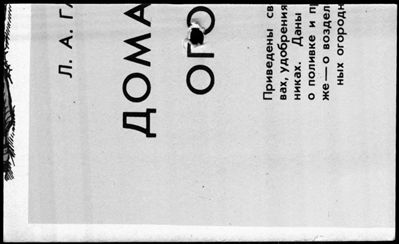 Л. А. Г
ДОМА
ОГО
Приведены св
вах, удобрения
никах. Даны
о поливке и п
же — о воздел
ных огородн